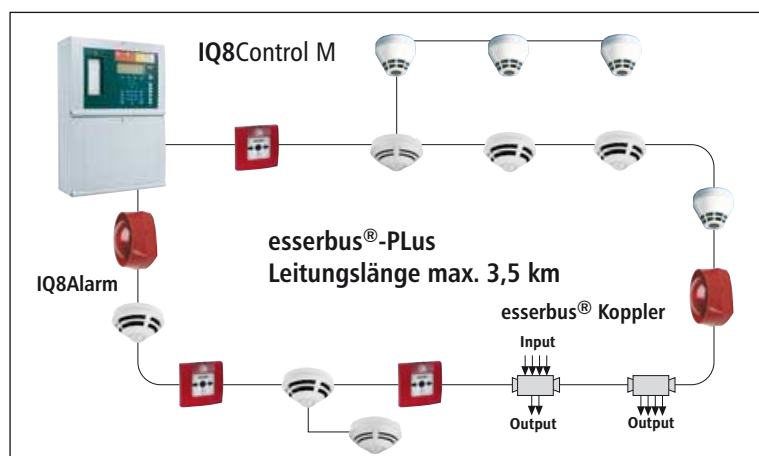 IQ8Control M
esserbus®-PLus
Leitungslänge max. 3,5 km
IQ8Alarm
esserbus® Koppler
Input
Output
Output